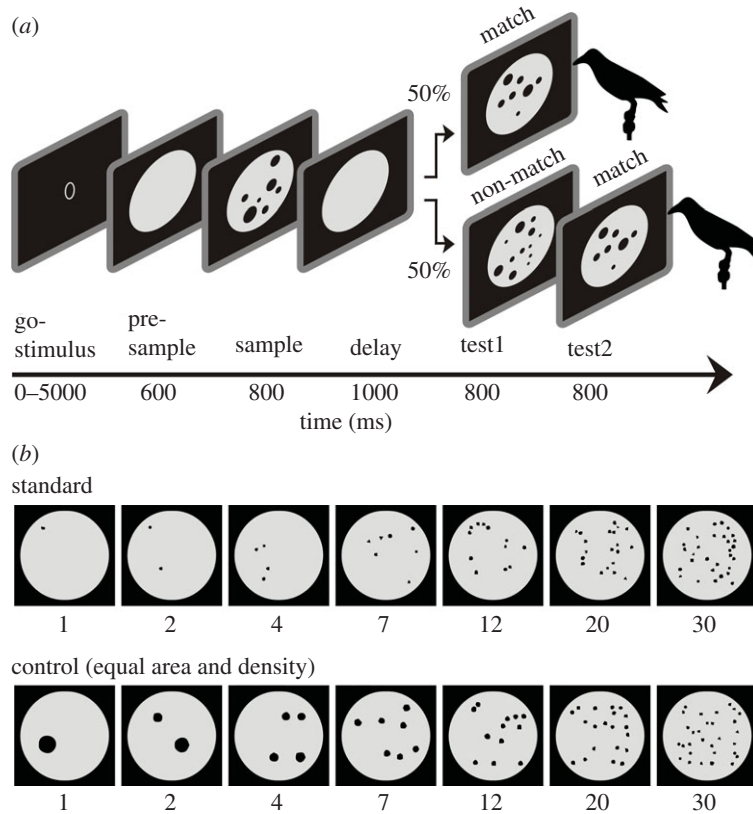 (a)
match
50%
non-match
match
50%
go-
stimulus
pre-
sample
sample
delay
test1
test2
0–5000
600
800
1000
800
800
time (ms)
(b)
standard
1 2 4 7 12 20 30
control (equal area and density)
1 2 4 7 12 20 30